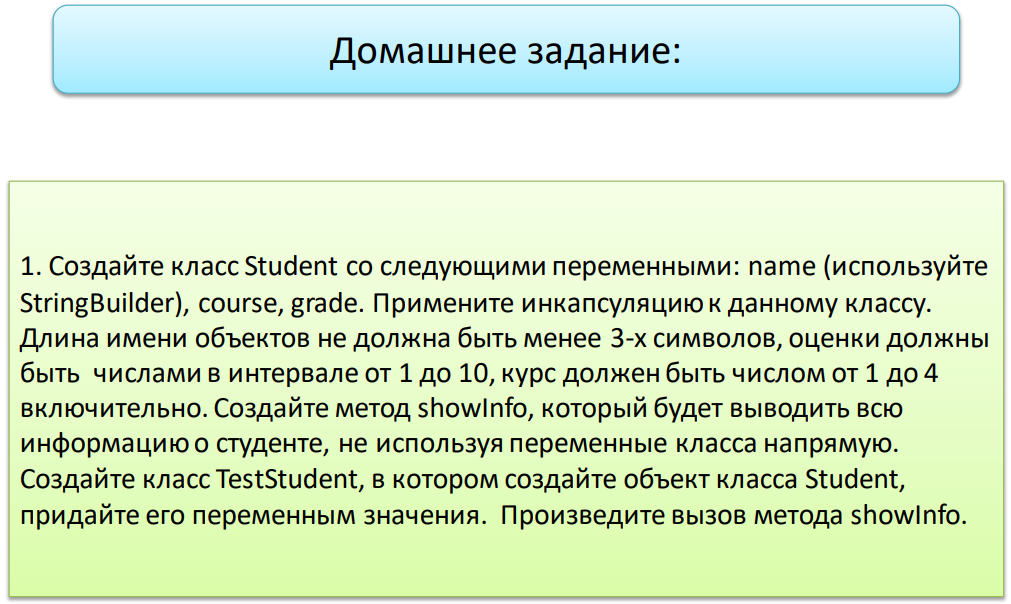 Домашнее задание:
1. Создайте класс Student со следующими переменными: name (используйте
StringBuilder), course, grade. Примените инкапсуляцию к данному классу.
Длина имени объектов не должна быть менее 3-х символов, оценки должны
быть числами в интервале от 1 до 10, курс должен быть числом от 1 до 4
включительно. Создайте метод showInfo, который будет выводить всю
информацию о студенте, не используя переменные класса напрямую.
Создайте класс TestStudent, в котором создайте объект класса Student,
придайте его переменным значения. Произведите вызов метода showInfo.